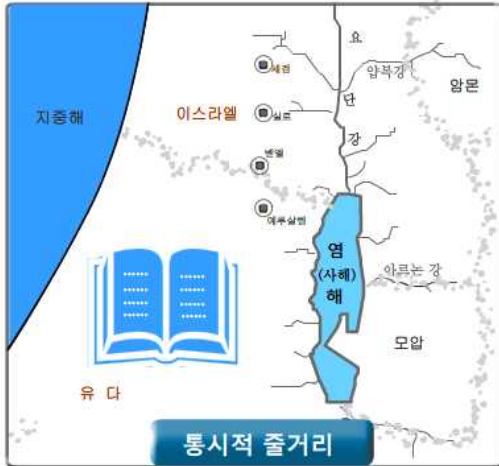 요
세겜
얍복강
암몬
지중해
이스라엘
실로
단
강
벧엘
예루살렘
염
(사해)
해
아르논 강
모압
유 다
통시적 줄거리